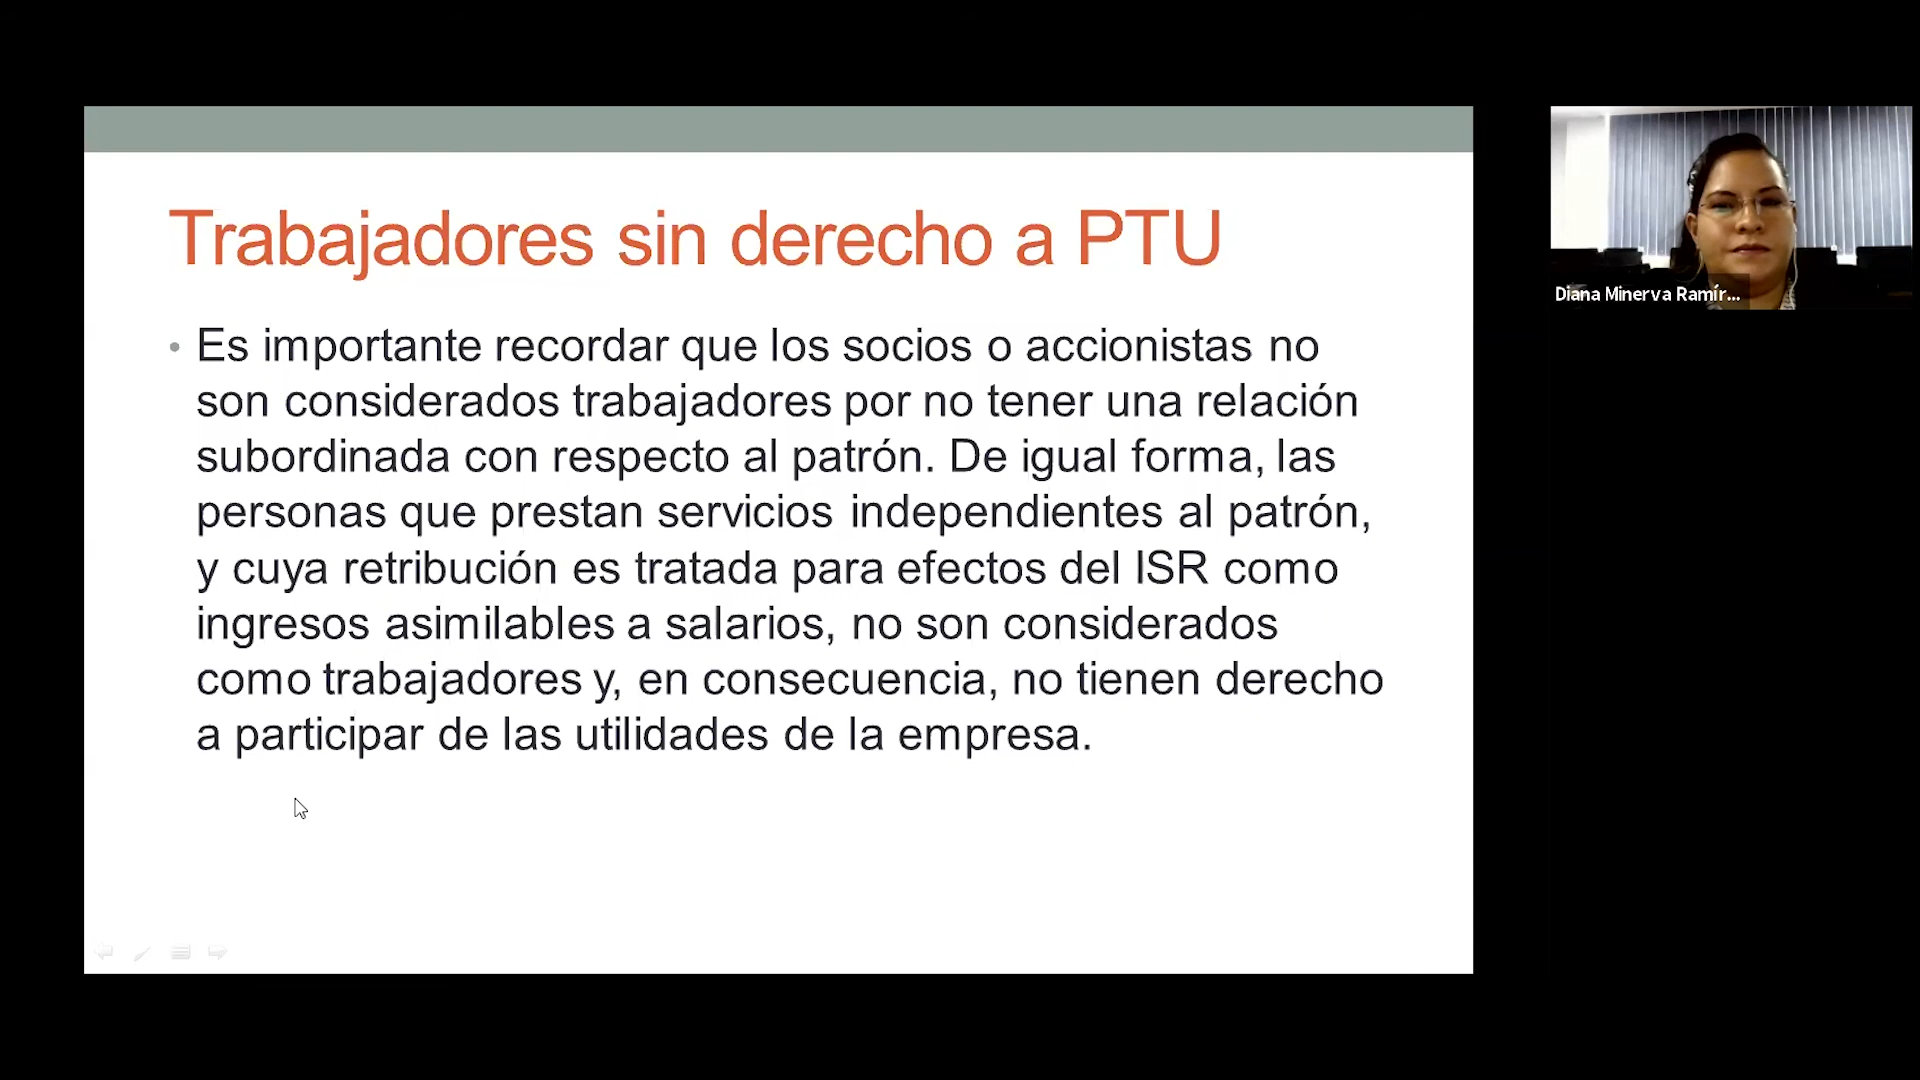 Trabajadores sin derecho a PTU
• Es importante recordar que los socios o accionistas no
son considerados trabajadores por no tener una relación
subordinada con respecto al patrón. De igual forma, las
personas que prestan servicios independientes al patrón,
y cuya retribución es tratada para efectos del ISR como
ingresos asimilables a salarios, no son considerados
como trabajadores y, en consecuencia, no tienen derecho
a participar de las utilidades de la empresa.
Diana Minerva Ramír...